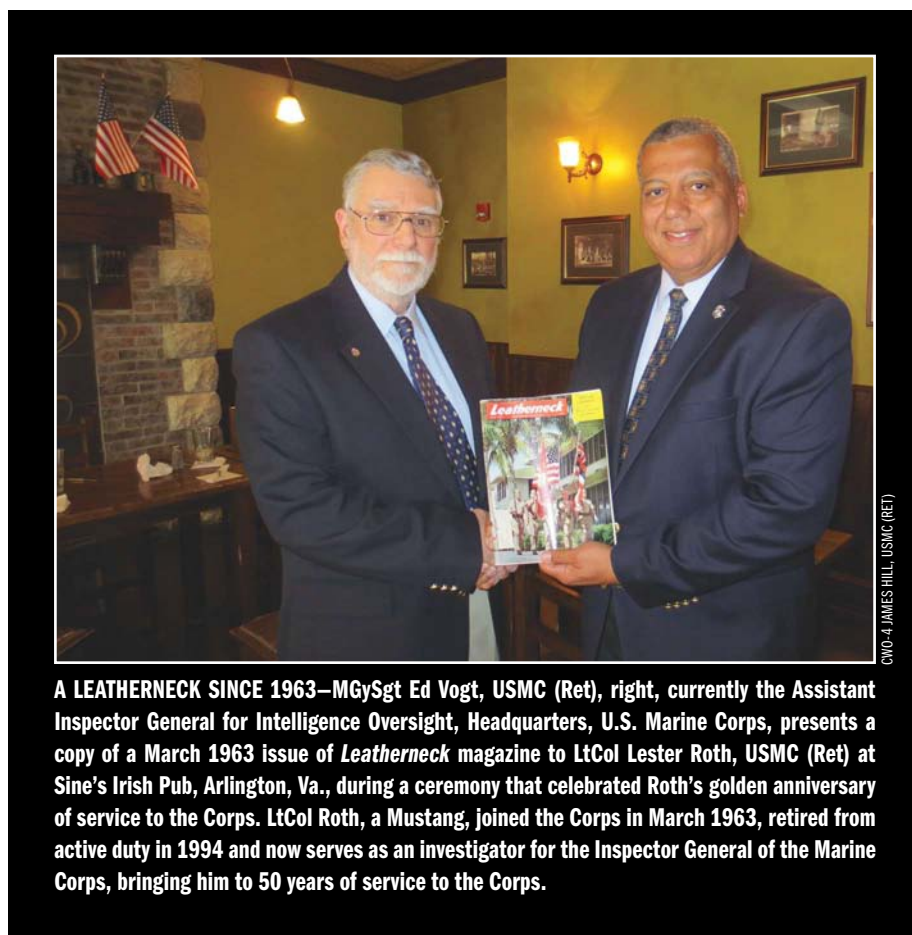 Leatherneck
CWO-4 JAMES HILL, USMC (RET)
A LEATHERNECK SINCE 1963—MGySgt Ed Vogt, USMC (Ret), right, currently the Assistant
Inspector General for Intelligence Oversight, Headquarters, U.S. Marine Corps, presents a
copy of a March 1963 issue of Leatherneck magazine to LtCol Lester Roth, USMC (Ret) at
Sine’s Irish Pub, Arlington, Va., during a ceremony that celebrated Roth’s golden anniversary
of service to the Corps. LtCol Roth, a Mustang, joined the Corps in March 1963, retired from
active duty in 1994 and now serves as an investigator for the Inspector General of the Marine
Corps, bringing him to 50 years of service to the Corps.